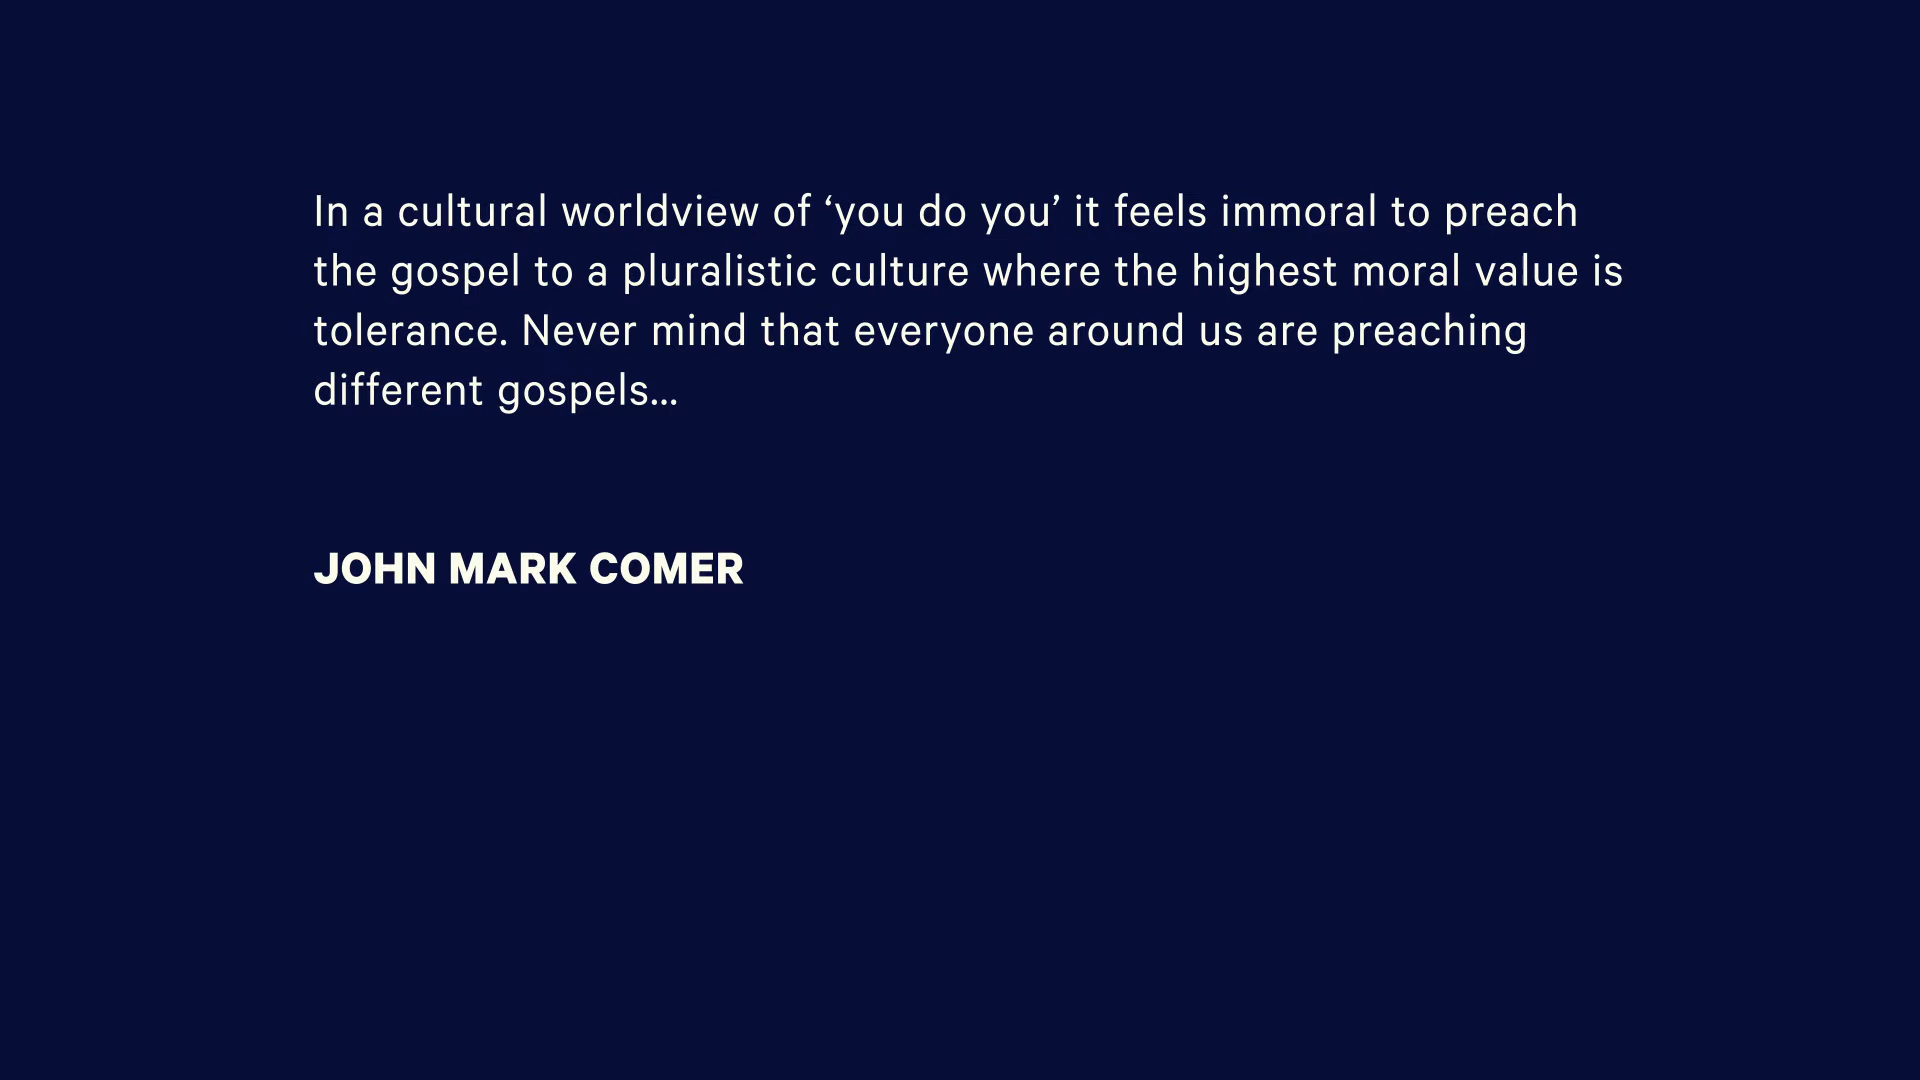 In a cultural worldview of ‘you do you’ it feels immoral to preach
the gospel to a pluralistic culture where the highest moral value is
tolerance. Never mind that everyone around us are preaching
different gospels...
JOHN MARK COMER